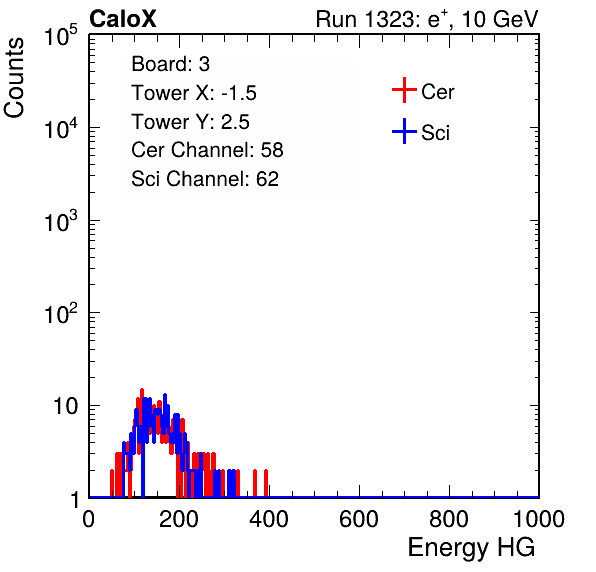 CaloX Run 1323: e⁺, 10 GeV
Counts
10⁵
10⁴
10³
10²
10
1
Board: 3
Tower X: -1.5
Tower Y: 2.5
Cer Channel: 58
Sci Channel: 62
Cer
Sci
0 200 400 600 800 1000
Energy HG